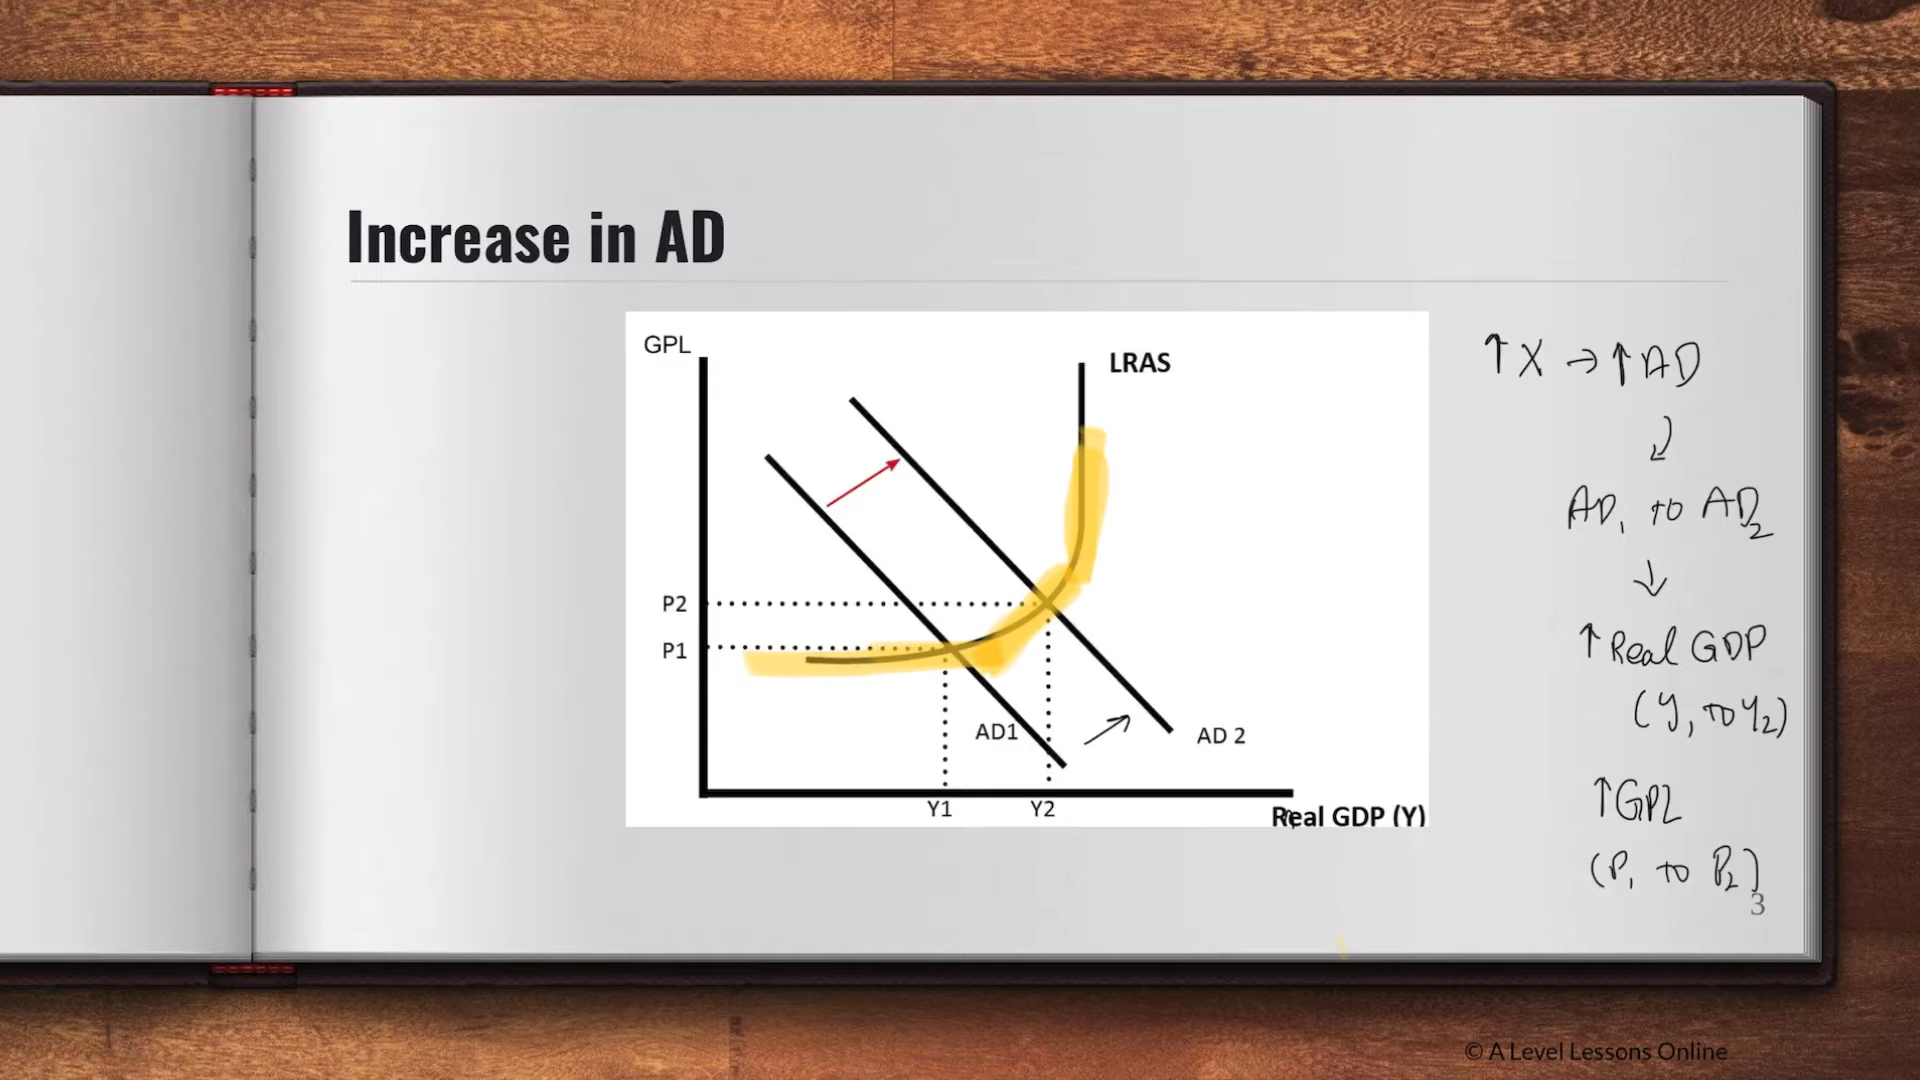 Increase in AD
GPL
LRAS
P2
P1
AD1
AD 2
Y1
Y2
Real GDP (Y)
↑ X → ↑ AD
AD1 to AD2
↓
↑ Real GDP
(Y1 to Y2)
↑ GPL
(P1 to P2)
3
© A Level Lessons Online